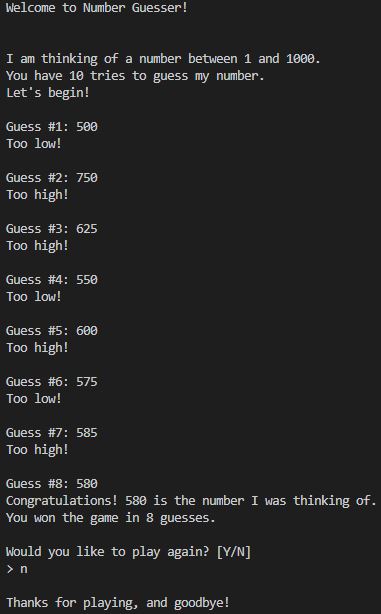 Welcome to Number Guesser!
I am thinking of a number between 1 and 1000.
You have 10 tries to guess my number.
Let's begin!
Guess #1: 500
Too low!
Guess #2: 750
Too high!
Guess #3: 625
Too high!
Guess #4: 550
Too low!
Guess #5: 600
Too high!
Guess #6: 575
Too low!
Guess #7: 585
Too high!
Guess #8: 580
Congratulations! 580 is the number I was thinking of.
You won the game in 8 guesses.
Would you like to play again? [Y/N]
> n
Thanks for playing, and goodbye!